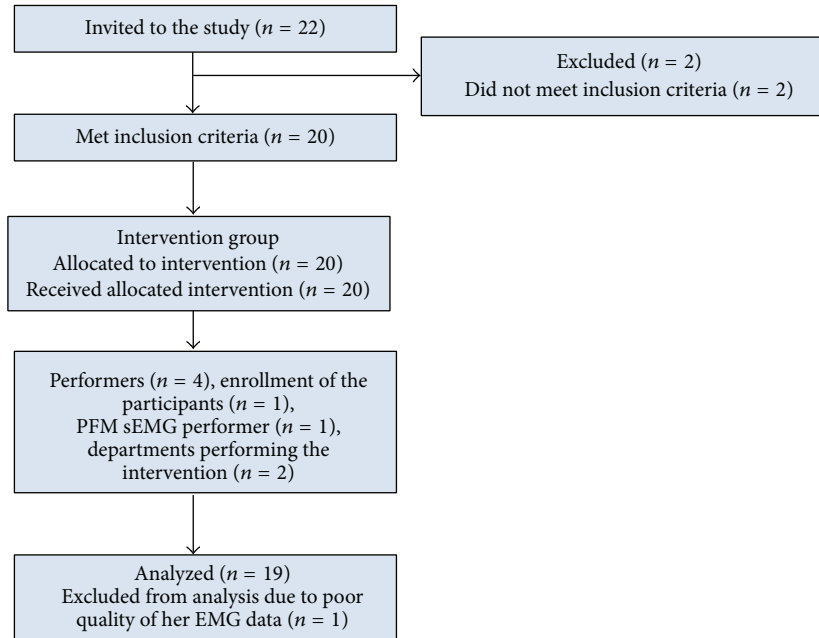 Invited to the study (n = 22)
Excluded (n = 2)
Did not meet inclusion criteria (n = 2)
Met inclusion criteria (n = 20)
Intervention group
Allocated to intervention (n = 20)
Received allocated intervention (n = 20)
Performers (n = 4), enrollment of the
participants (n = 1),
PFM sEMG performer (n = 1),
departments performing the
intervention (n = 2)
Analyzed (n = 19)
Excluded from analysis due to poor
quality of her EMG data (n = 1)